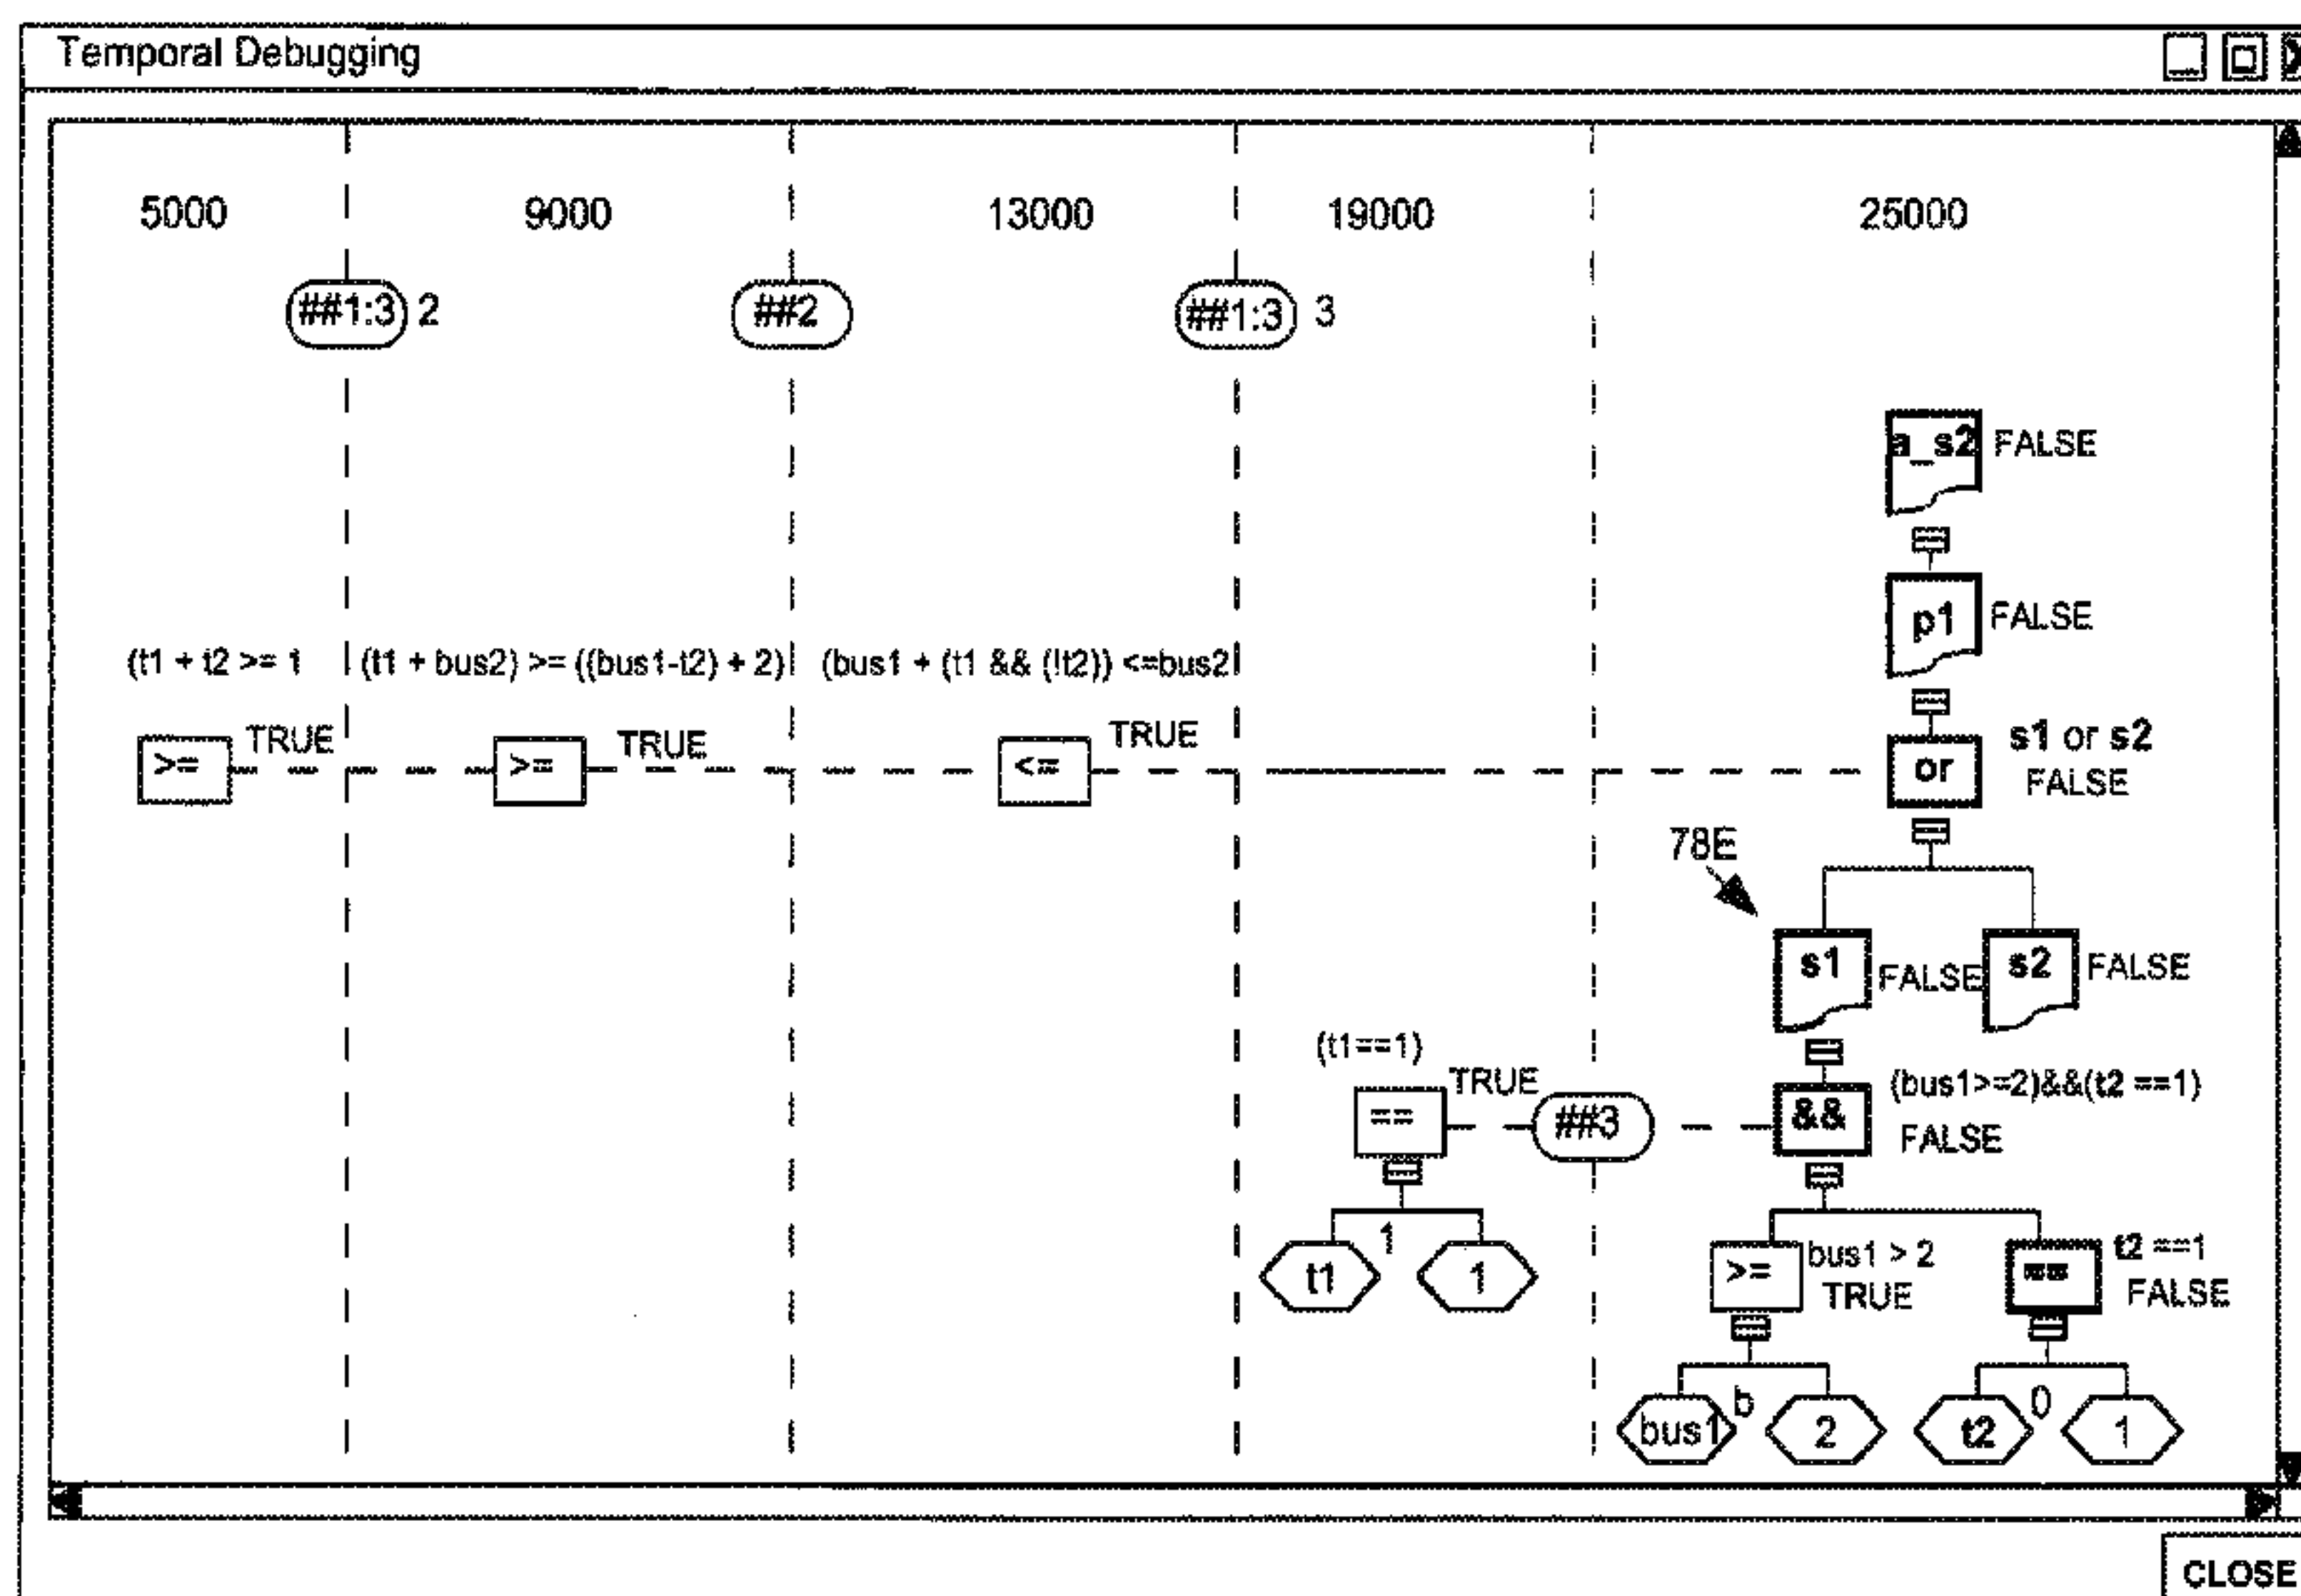 Temporal Debugging
5000 9000 13000 19000 25000
##1:3 2 ##2 ##1:3 3
a_s2 FALSE
p1 FALSE
(t1 + t2 >= 1 (t1 + bus2) >= ((bus1-t2) + 2) (bus1 + (t1 && (!t2)) <=bus2
>= TRUE >= TRUE <= TRUE or s1 or s2
FALSE
78E
s1 FALSE s2 FALSE
(t1==1)
== TRUE ##3 && (bus1>=2)&&(t2 ==1)
FALSE
t1 1 1 >= bus1 > 2 == t2 ==1
TRUE FALSE
bus1 b 2 t2 0 1
CLOSE